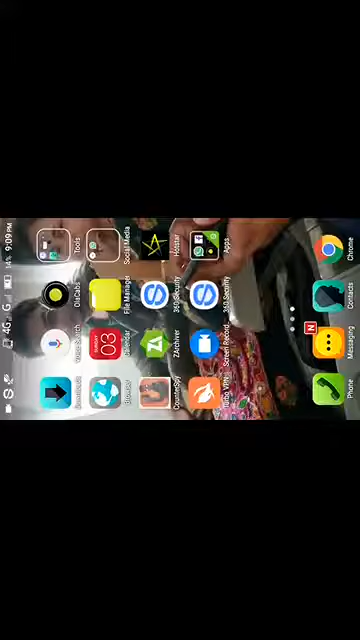 4G G 14% 9:09 PM
SUNDAY
03
Downloads Voice Search OlaCabs Tools
Browser Calendar File Manager Social Media
ZArchiver 360 Security Hotstar
Turbo VPN Screen Record 360 Security Apps
N
Phone Messaging Contacts Chrome